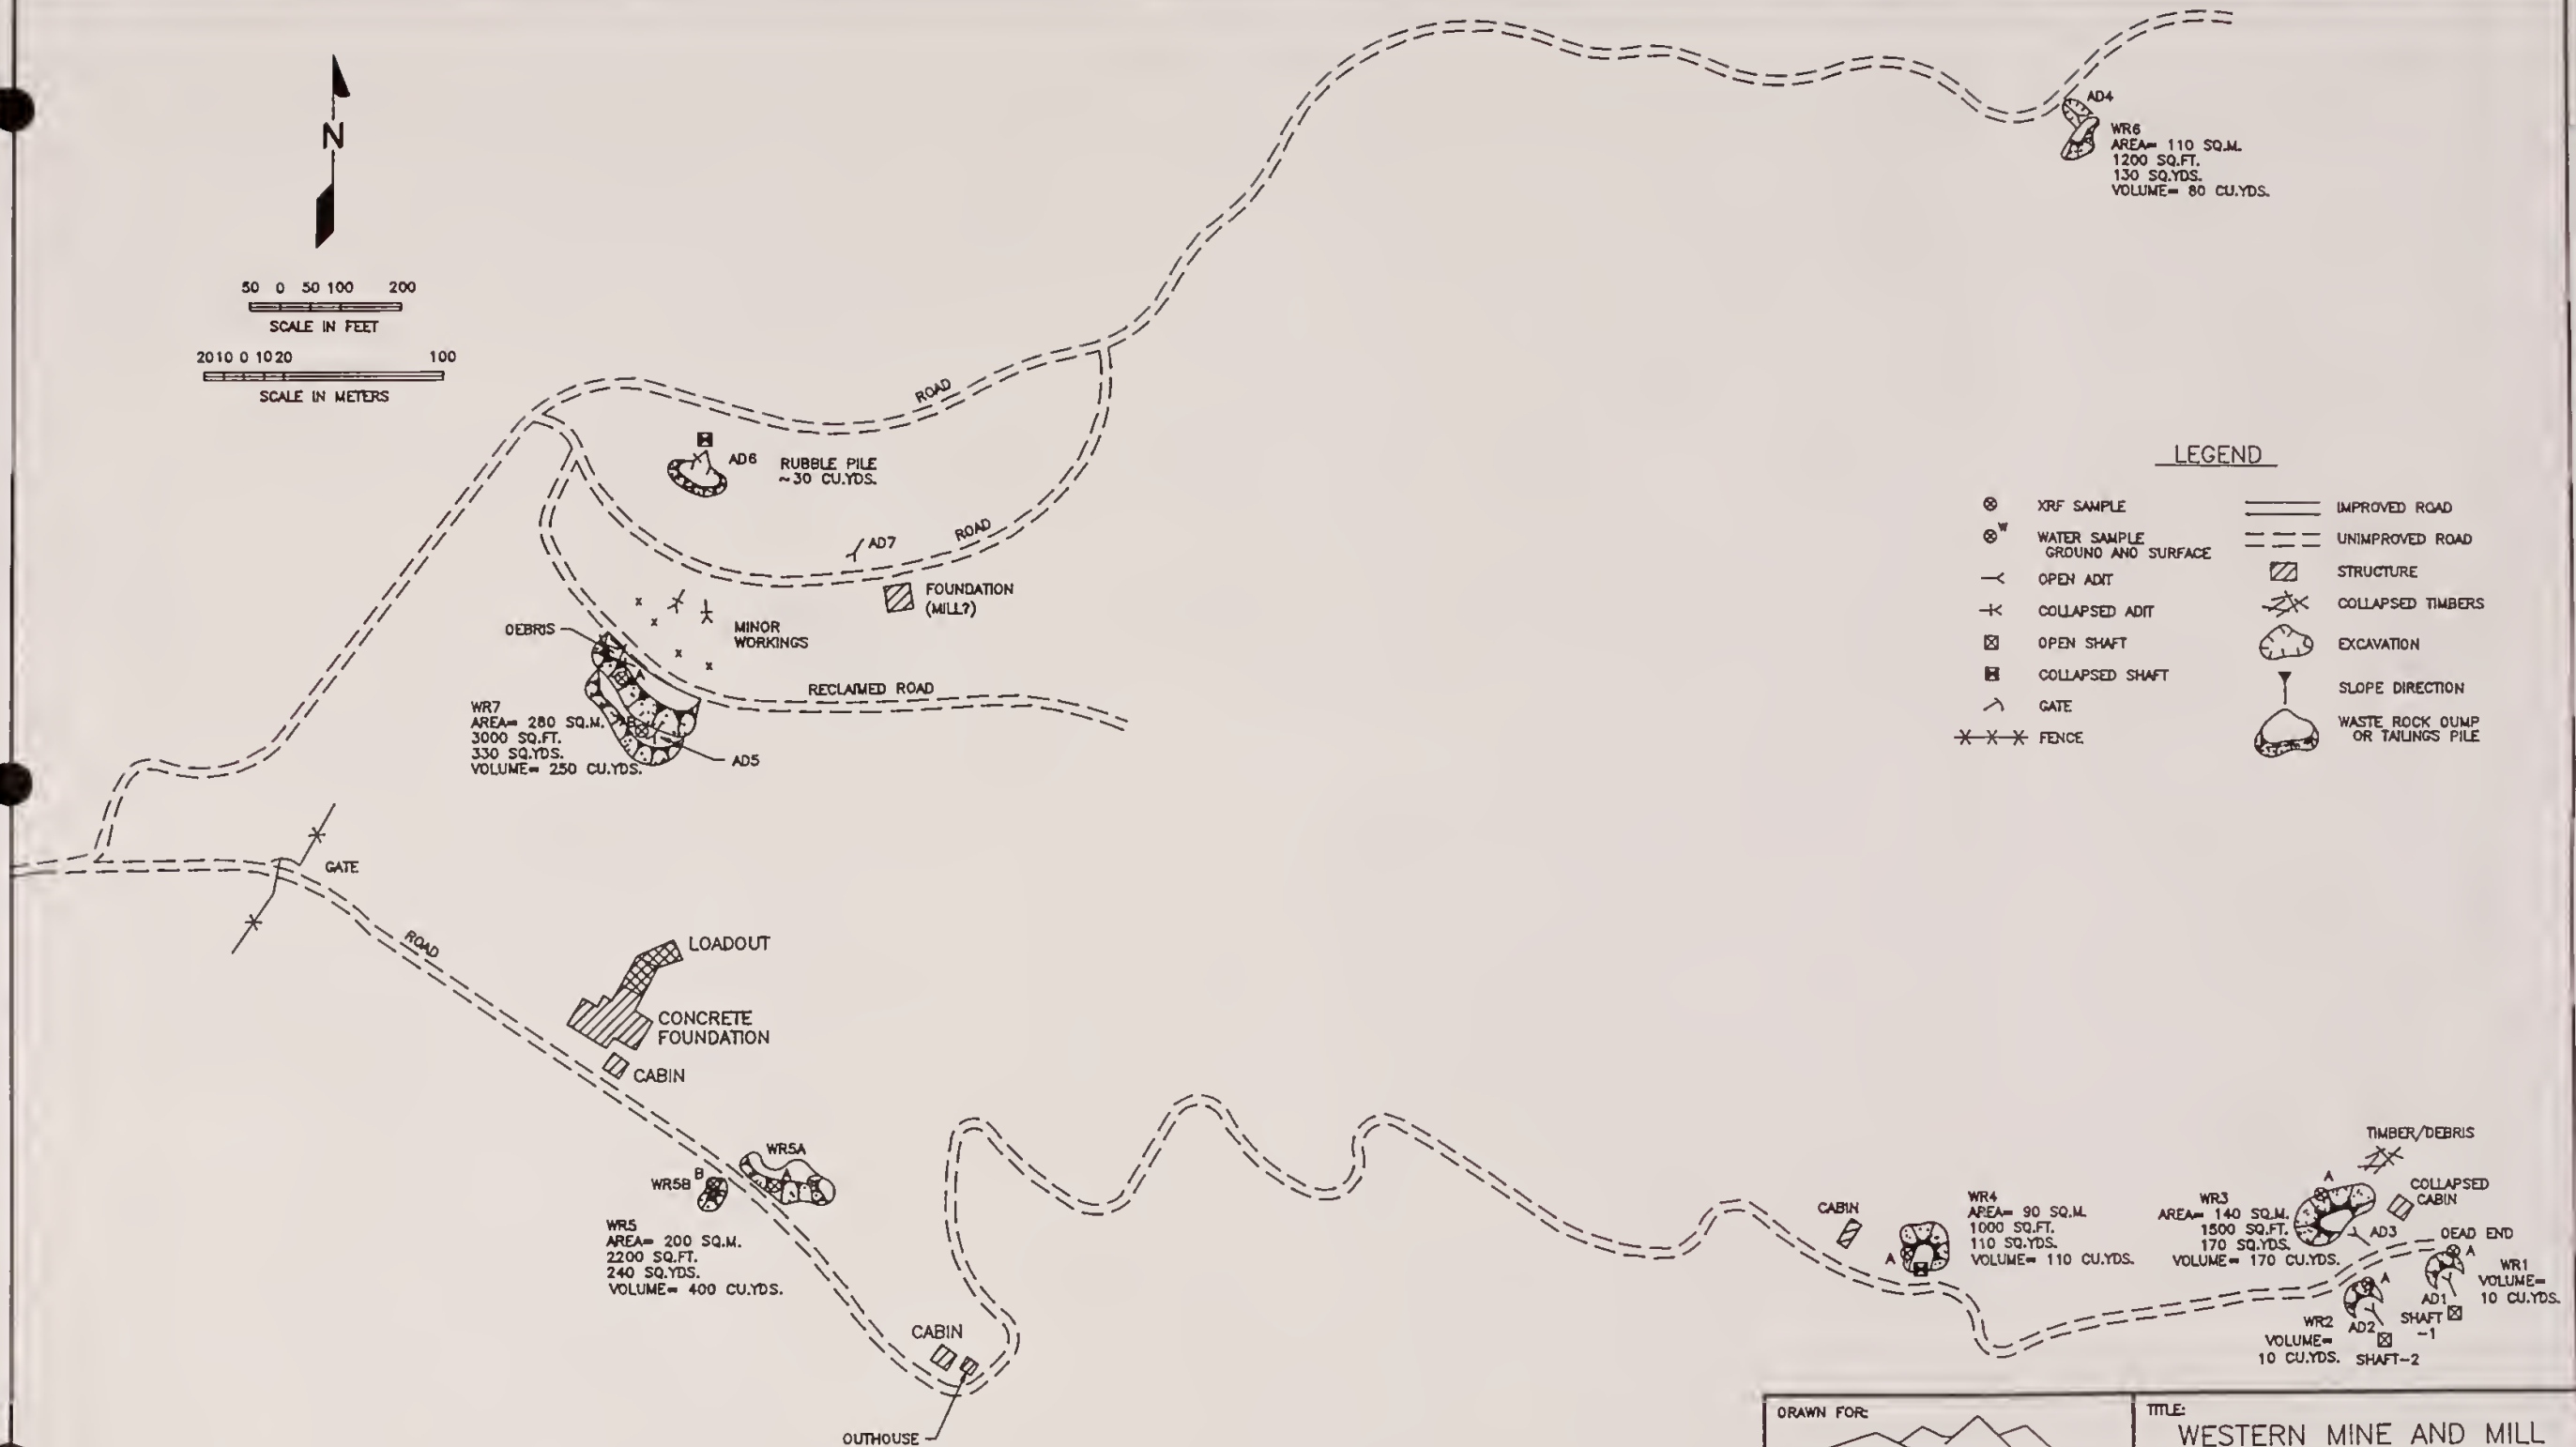 N
50 0 50 100 200
SCALE IN FEET
2010 0 1020 100
SCALE IN METERS
AD4
WR6
AREA= 110 SQ.M.
1200 SQ.FT.
130 SQ.YDS.
VOLUME= 80 CU.YDS.
ROAD
AD6
RUBBLE PILE
~30 CU.YDS.
ROAD
AD7
FOUNDATION
(MILL?)
MINOR
WORKINGS
DEBRIS
A
RECLAIMED ROAD
WR7
AREA= 280 SQ.M.
3000 SQ.FT.
330 SQ.YDS.
VOLUME= 250 CU.YDS.
B
AD5
LEGEND
XRF SAMPLE
W
WATER SAMPLE
GROUND AND SURFACE
OPEN ADIT
COLLAPSED ADIT
OPEN SHAFT
COLLAPSED SHAFT
GATE
FENCE
IMPROVED ROAD
UNIMPROVED ROAD
STRUCTURE
COLLAPSED TIMBERS
EXCAVATION
SLOPE DIRECTION
WASTE ROCK DUMP
OR TAILINGS PILE
GATE
ROAD
LOADOUT
CONCRETE
FOUNDATION
CABIN
WR5A
A
B
WR5B
WR5
AREA= 200 SQ.M.
2200 SQ.FT.
240 SQ.YDS.
VOLUME= 400 CU.YDS.
CABIN
OUTHOUSE
CABIN
A
WR4
AREA= 90 SQ.M.
1000 SQ.FT.
110 SQ.YDS.
VOLUME= 110 CU.YDS.
WR3
AREA= 140 SQ.M.
1500 SQ.FT.
170 SQ.YDS.
VOLUME= 170 CU.YDS.
TIMBER/DEBRIS
A
COLLAPSED
CABIN
AD3
DEAD END
A
WR1
VOLUME=
10 CU.YDS.
AD1
SHAFT
-1
A
WR2
VOLUME=
10 CU.YDS.
AD2
SHAFT-2
DRAWN FOR:
TITLE:
WESTERN MINE AND MILL